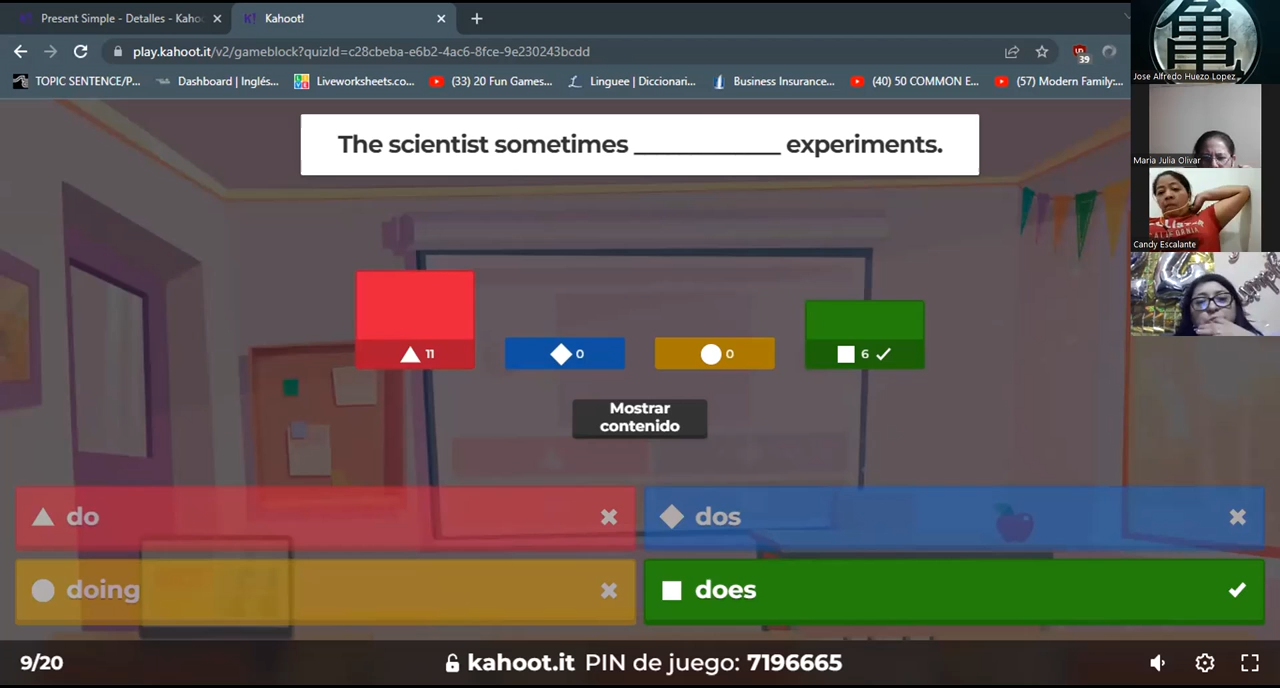 Present Simple - Detalles - Kaho
Kahoot!
play.kahoot.it/v2/gameblock?quizId=c28cbeba-e6b2-4ac6-8fce-9e230243bcdd
39
TOPIC SENTENCE/P...
Dashboard | Inglés...
Liveworksheets.co...
(33) 20 Fun Games...
Linguee | Diccionari...
Business Insurance...
(40) 50 COMMON E...
(57) Modern Family:...
亀
Jose Alfredo Huezo Lopez
Maria Julia Olivar
Candy Escalante
The scientist sometimes ____________ experiments.
11
0
0
6
Mostrar
contenido
do
dos
doing
does
9/20
kahoot.it PIN de juego: 7196665